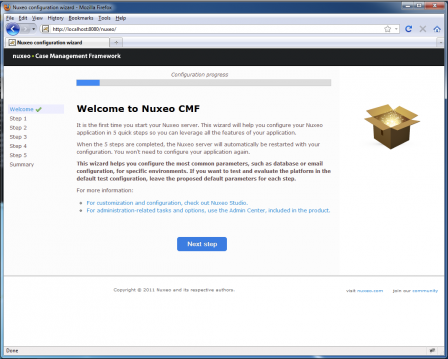 Nuxeo configuration wizard - Mozilla Firefox
File Edit View History Bookmarks Tools Help
http://localhost:8080/nuxeo/
Nuxeo configuration wizard
nuxeo • Case Management Framework
Configuration progress
Welcome
Step 1
Step 2
Step 3
Step 4
Step 5
Summary
Welcome to Nuxeo CMF
It is the first time you start your Nuxeo server. This wizard will help you configure your Nuxeo
application in 5 quick steps so you can leverage all the features of your application.
When the 5 steps are completed, the Nuxeo server will automatically be restarted with your
configuration. You won't need to configure your application again.
This wizard helps you configure the most common parameters, such as database or email
configuration, for specific environments. If you want to test and evaluate the platform in the
default test configuration, leave the proposed default parameters for each step.
For more information:
For customization and configuration, check out Nuxeo Studio.
For administration-related tasks and options, use the Admin Center, included in the product.
Next step
Copyright © 2011 Nuxeo and its respective authors.
visit nuxeo.com
join our community
Done